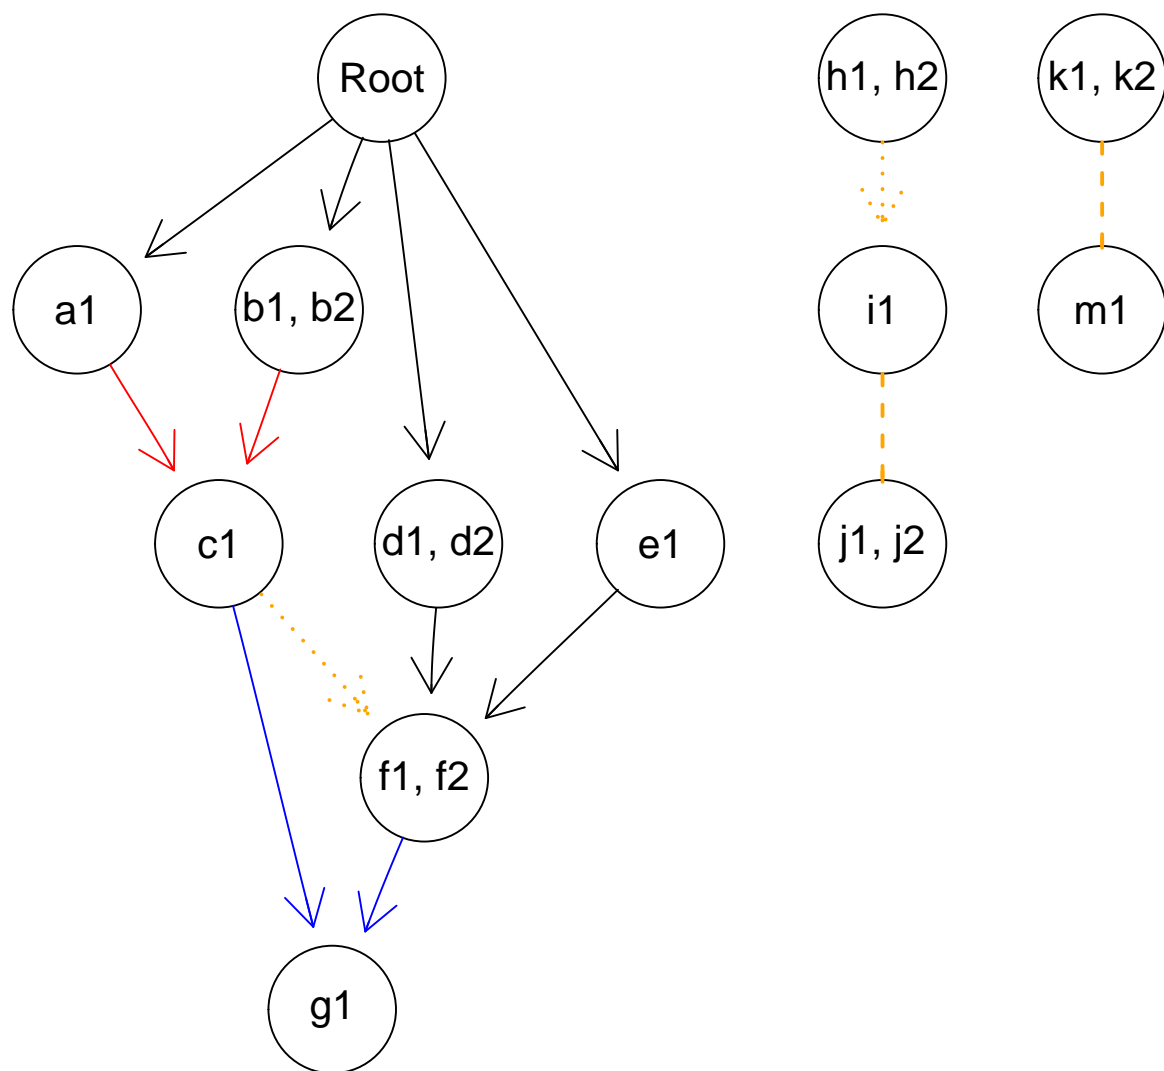 Root
h1, h2
k1, k2
a1
b1, b2
i1
m1
c1
d1, d2
e1
j1, j2
f1, f2
g1